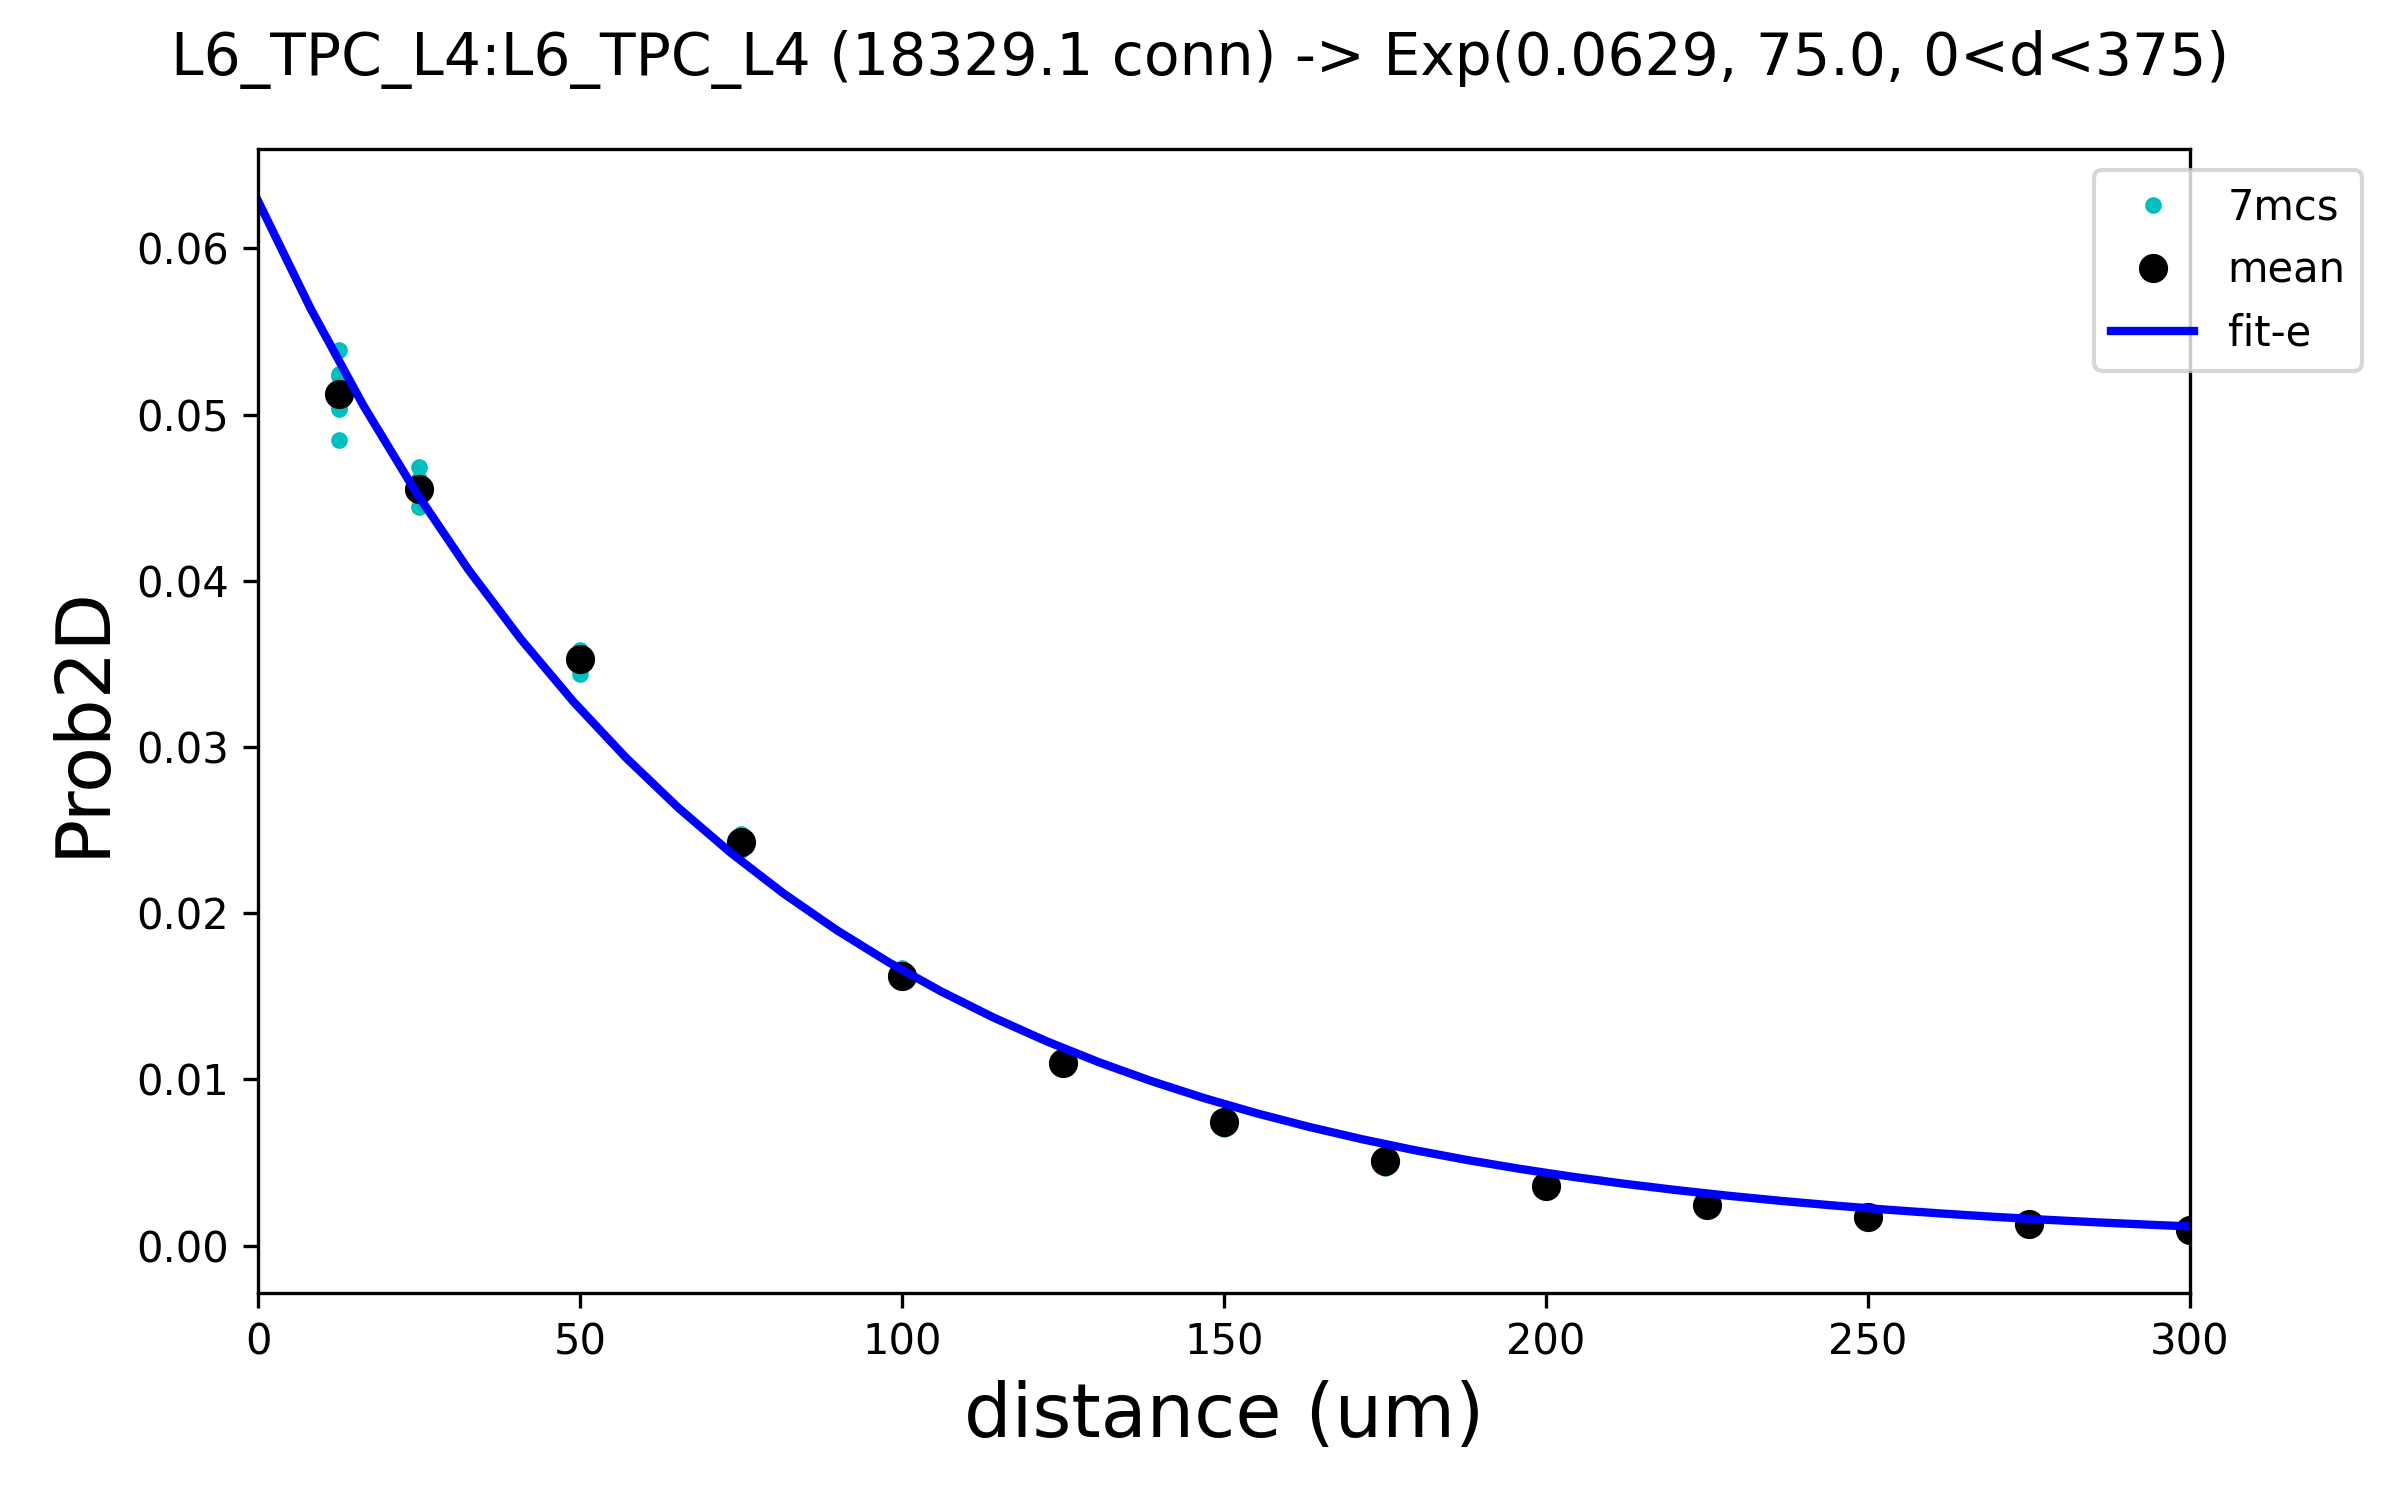 L6_TPC_L4:L6_TPC_L4 (18329.1 conn) -> Exp(0.0629, 75.0, 0<d<375)
7mcs
mean
fit-e
Prob2D
0.06
0.05
0.04
0.03
0.02
0.01
0.00
0 50 100 150 200 250 300
distance (um)